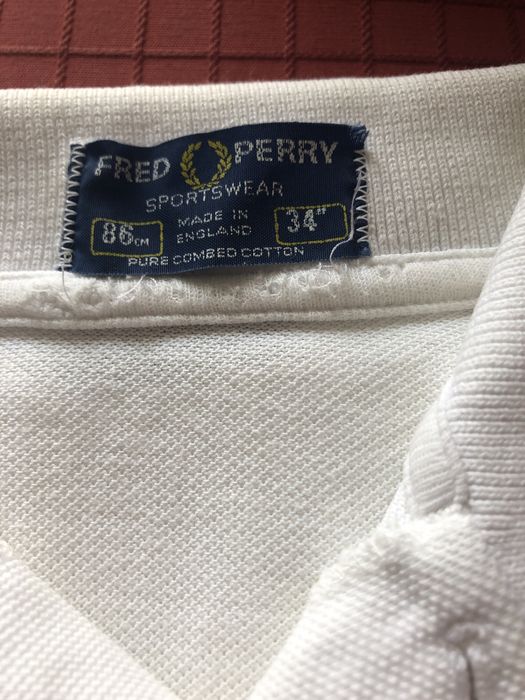 FRED PERRY
SPORTSWEAR
86CM MADE IN ENGLAND 34"
PURE COMBED COTTON